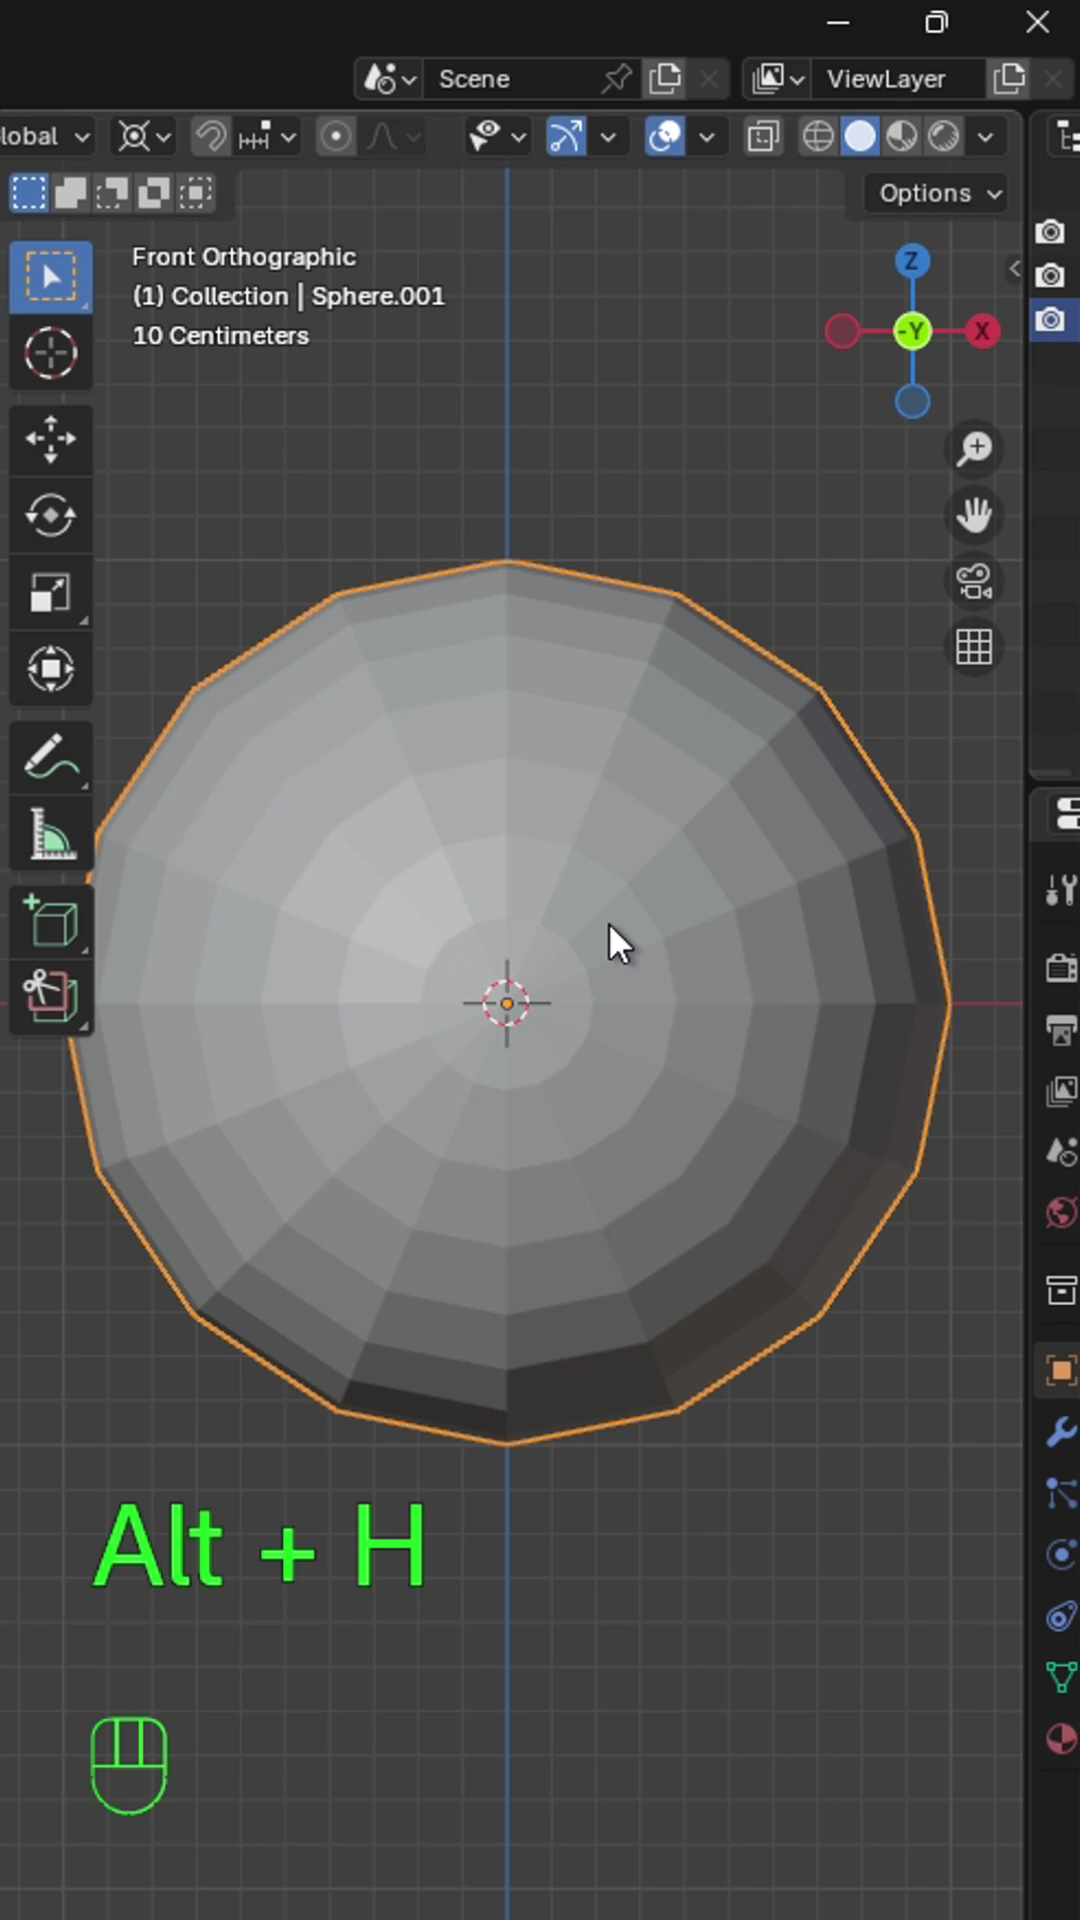 Scene
ViewLayer
lobal
Options
Front Orthographic
(1) Collection | Sphere.001
10 Centimeters
Z
-Y
X
Alt + H